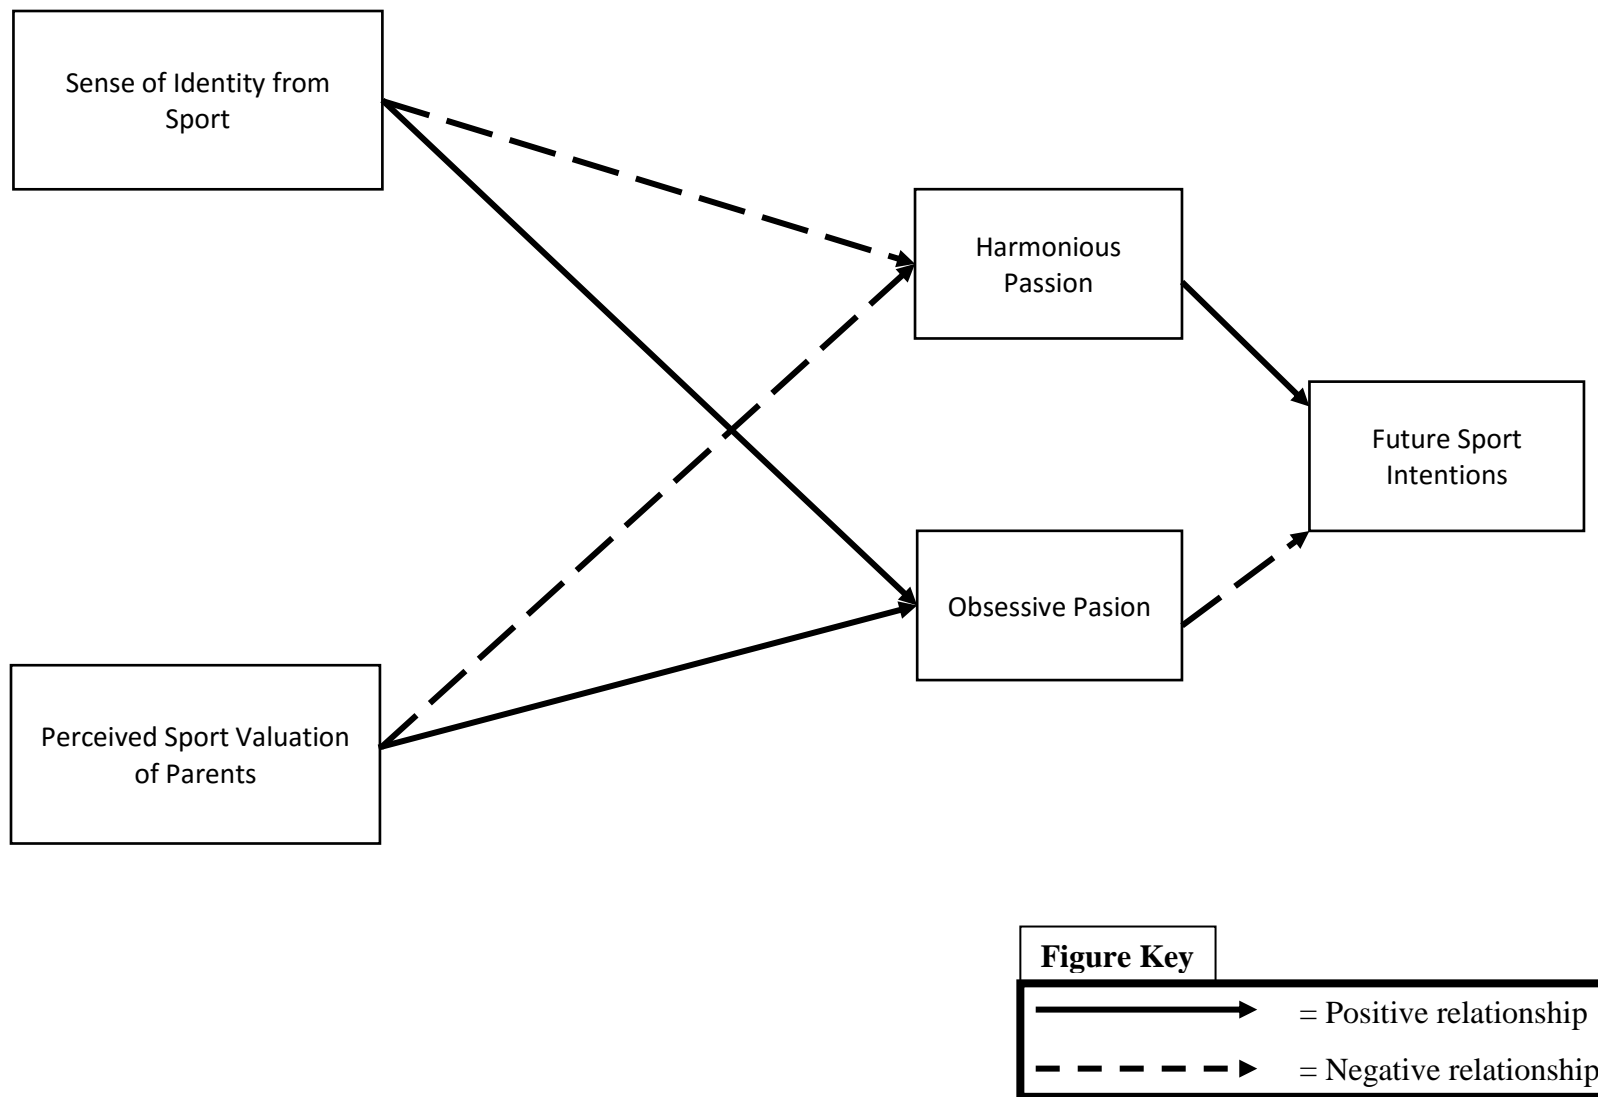 Sense of Identity from
Sport
Harmonious
Passion
Future Sport
Intentions
Obsessive Pasion
Perceived Sport Valuation
of Parents
Figure Key
= Positive relationship
= Negative relationship